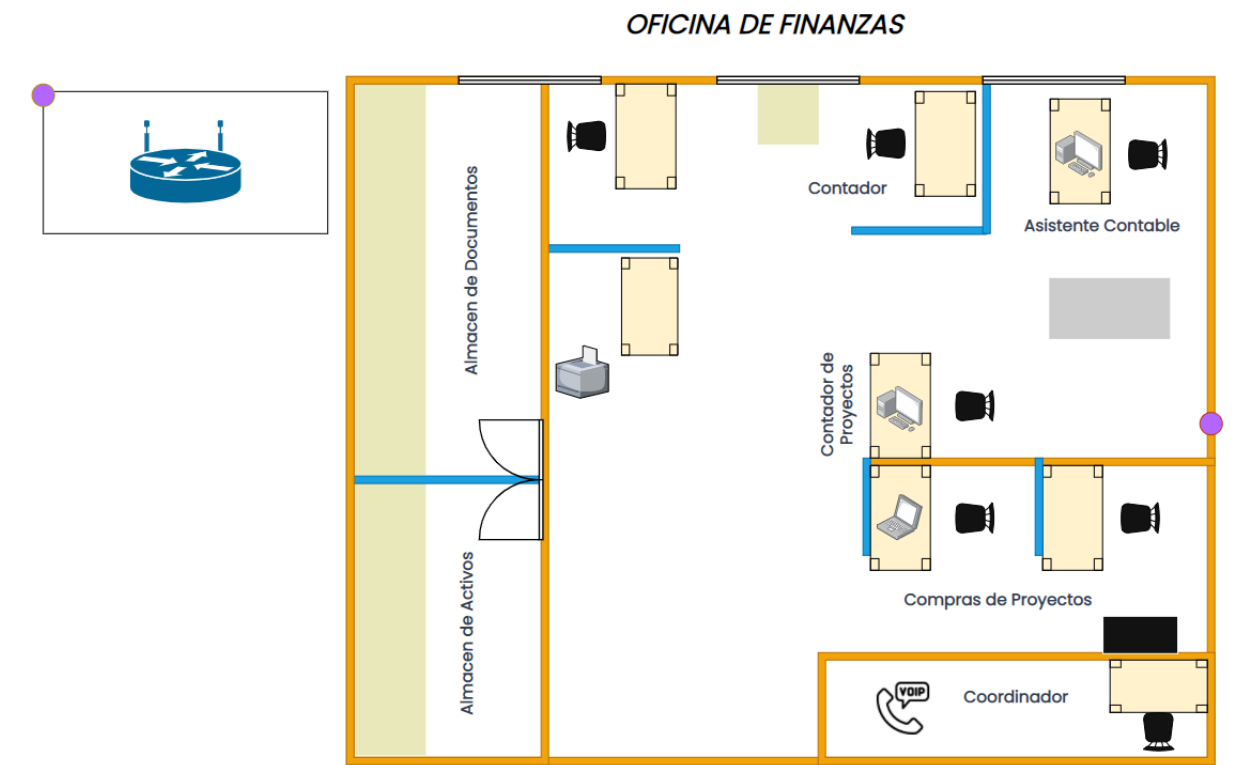 OFICINA DE FINANZAS
Almacen de Documentos
Contador
Asistente Contable
Contador de
Proyectos
Almacen de Activos
Compras de Proyectos
VOIP
Coordinador